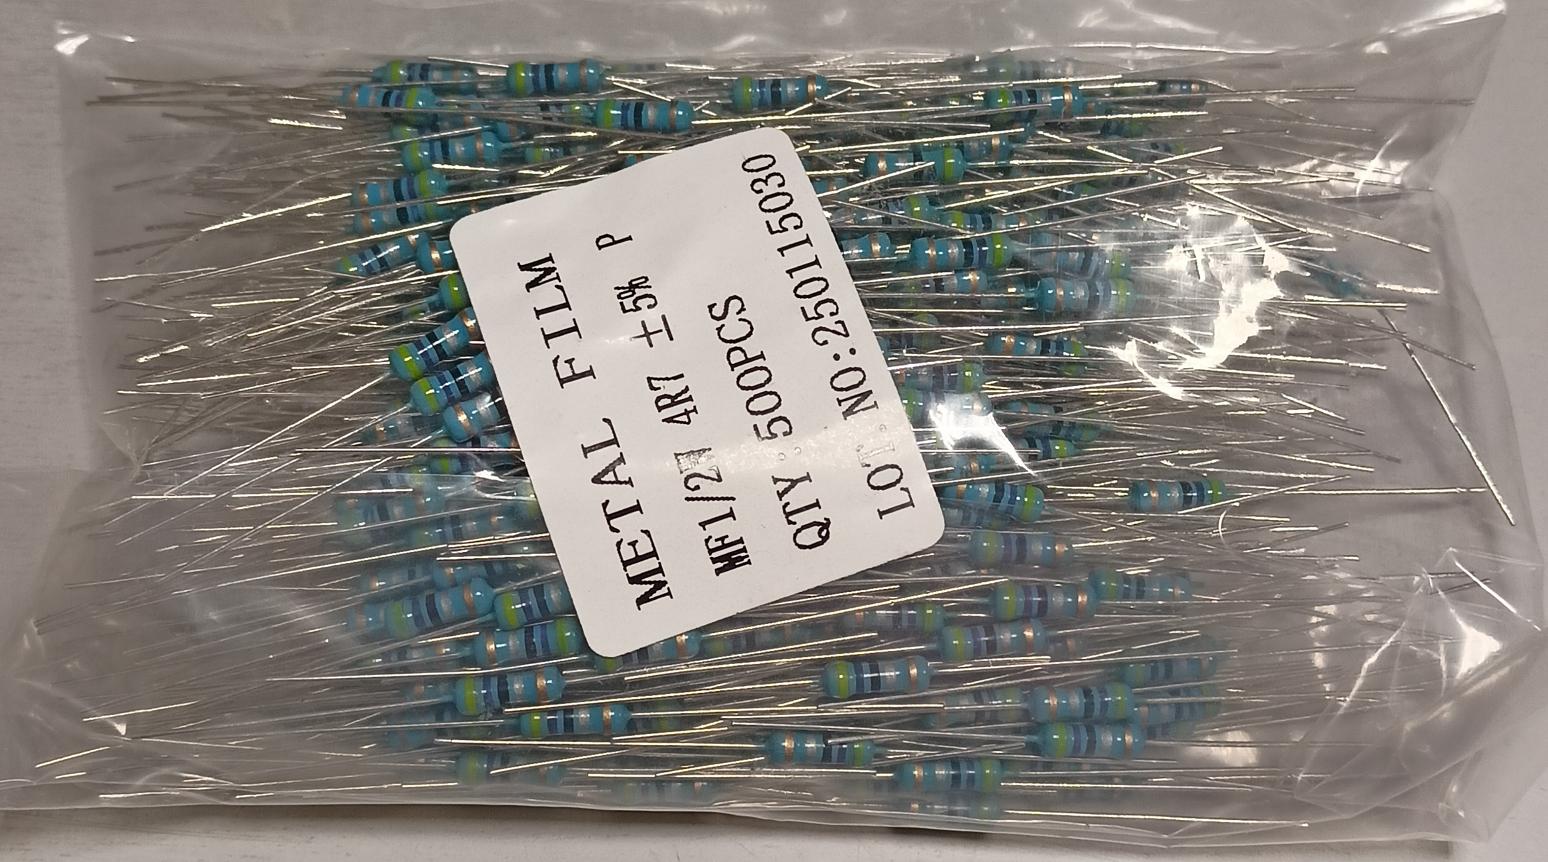 METAL FILM
MF1/2W 4R7 ±5% P
QTY: 500PCS
LOT. NO:250115030